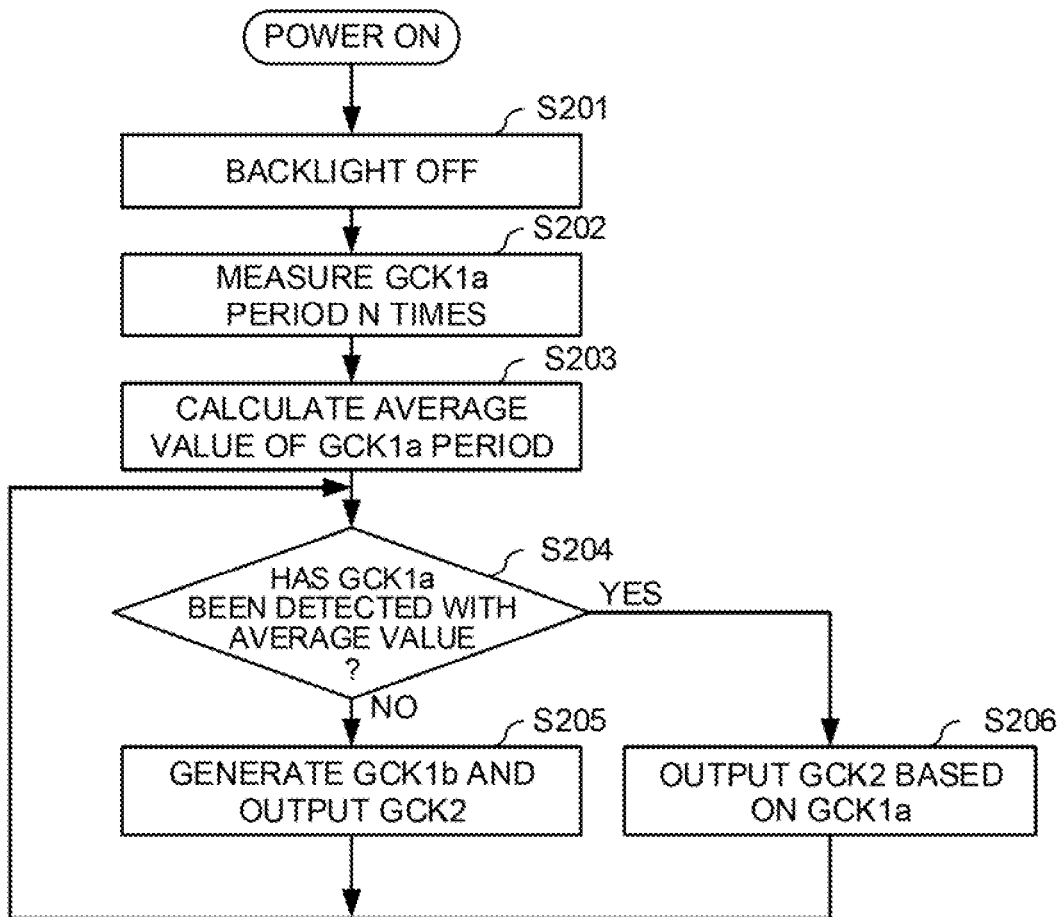 POWER ON
S201
BACKLIGHT OFF
S202
MEASURE GCK1a
PERIOD N TIMES
S203
CALCULATE AVERAGE
VALUE OF GCK1a PERIOD
S204
HAS GCK1a
BEEN DETECTED WITH
AVERAGE VALUE
?
YES
NO
S205
GENERATE GCK1b AND
OUTPUT GCK2
S206
OUTPUT GCK2 BASED
ON GCK1a